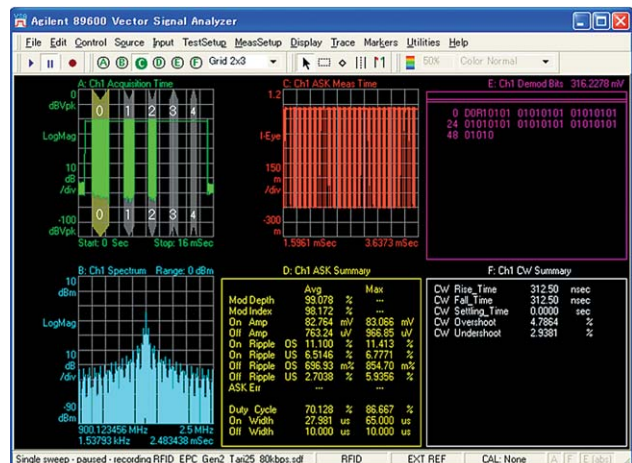 Agilent 89600 Vector Signal Analyzer
File Edit Control Source Input TestSetup MeasSetup Display Trace Markers Utilities Help
A B C D E F Grid 2x3 50% Color Normal
A: Ch1 Acquisition Time
10
dBVpk
LogMag
10
dB
/div
-100
dBVpk
0 1 2 3 4
0 1 2 3 4
Start: 0 Sec Stop: 16 mSec
C: Ch1 ASK Meas Time
1.2
I-Eye
150
m
/div
-300
m
1.5961 mSec 3.6373 mSec
E: Ch1 Demod Bits 316.2278 mV
0 D0R10101 01010101 01010101
24 01010101 01010101 01010101
48 01010
B: Ch1 Spectrum Range: 0 dBm
10
dBm
LogMag
10
dB
/div
-90
dBm
900.123456 MHz 2.5 MHz
1.53793 kHz 2.483438 mSec
D: Ch1 ASK Summary
Avg Max
Mod Depth 99.078 % ---
Mod Index 98.172 % ---
On Amp 82.764 mV 83.066 mV
Off Amp 763.24 uV 966.85 uV
On Ripple OS 11.100 % 11.413 %
On Ripple US 6.5146 % 6.7771 %
Off Ripple OS 696.93 m% 854.70 m%
Off Ripple US 2.7038 % 5.9356 %
ASK Err --- ---
Duty Cycle 70.128 % 86.667 %
On Width 27.981 us 65.000 us
Off Width 10.000 us 10.000 us
F: Ch1 CW Summary
CW Rise_Time 312.50 nsec
CW Fall_Time 312.50 nsec
CW Settling_Time 0.0000 sec
CW Overshoot 4.7864 %
CW Undershoot 2.9381 %
Single sweep - paused - recording RFID_EPC_Gen2_Tari25_80kbps.sdf RFID EXT REF CAL: None A F E (abs)